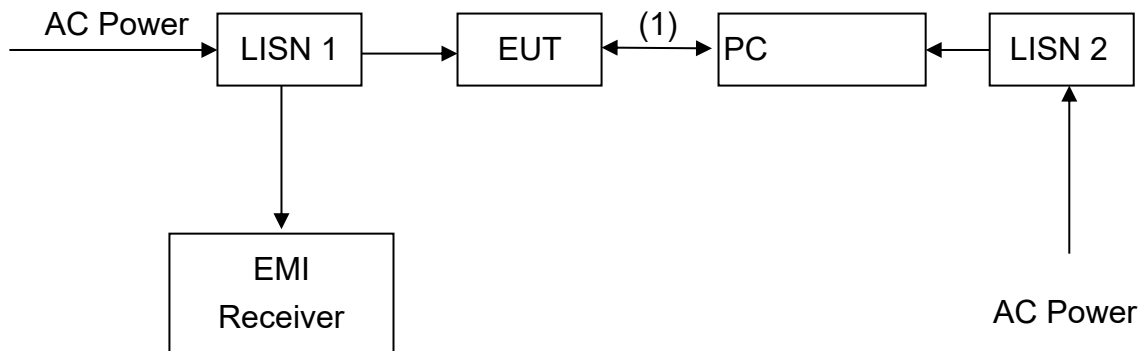 AC Power
LISN 1
EUT
(1)
PC
LISN 2
EMI
Receiver
AC Power